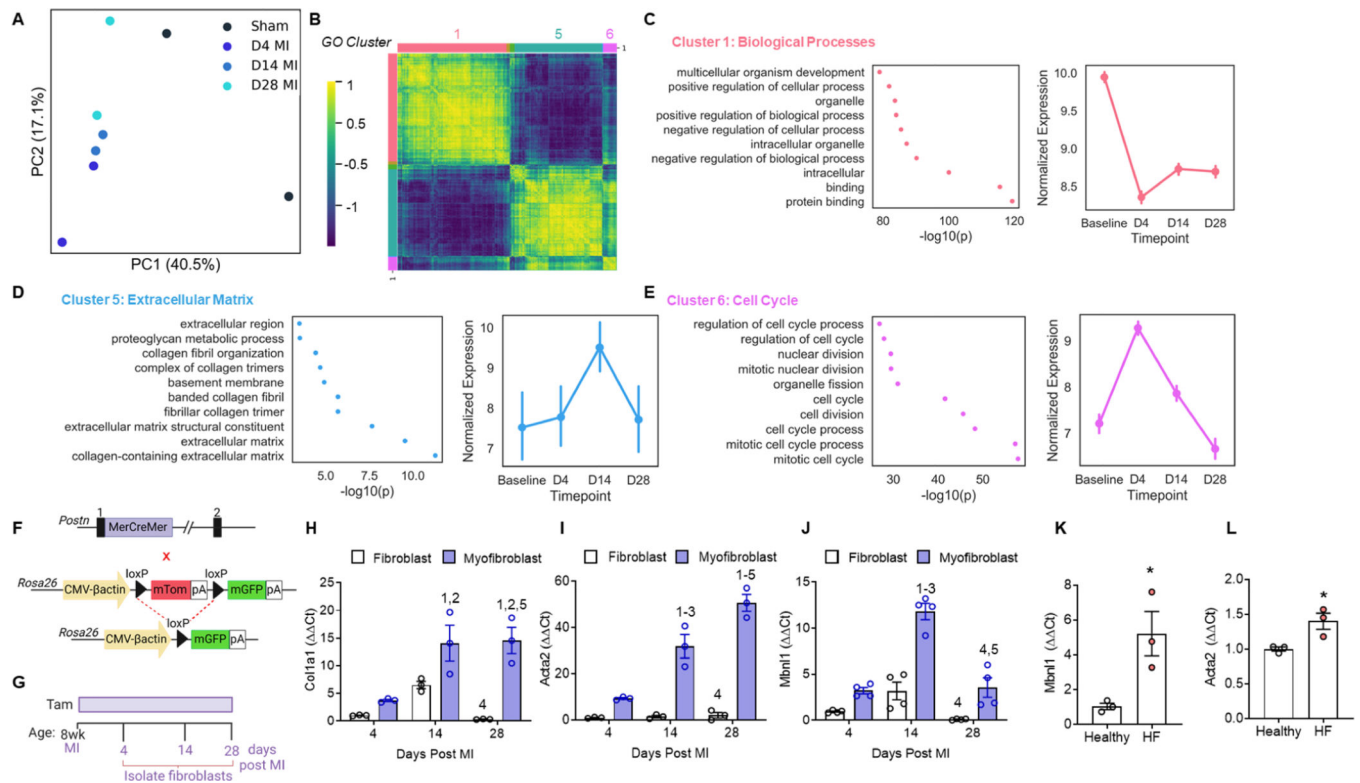 A
PC2 (17.1%)
PC1 (40.5%)
Sham
D4 MI
D14 MI
D28 MI
B
GO Cluster
1 5 6
1
0.5
-0.5
-1
1
1
C
Cluster 1: Biological Processes
multicellular organism development
positive regulation of cellular process
organelle
positive regulation of biological process
negative regulation of cellular process
intracellular organelle
negative regulation of biological process
intracellular
binding
protein binding
80 90 100 120
-log10(p)
Normalized Expression
10.0
9.5
9.0
8.5
Baseline D4 D14 D28
Timepoint
D
Cluster 5: Extracellular Matrix
extracellular region
proteoglycan metabolic process
collagen fibril organization
complex of collagen trimers
basement membrane
banded collagen fibril
fibrillar collagen trimer
extracellular matrix structural constituent
extracellular matrix
collagen-containing extracellular matrix
5.0 7.5 10.0
-log10(p)
Normalized Expression
10
9
8
7
Baseline D4 D14 D28
Timepoint
E
Cluster 6: Cell Cycle
regulation of cell cycle process
regulation of cell cycle
nuclear division
mitotic nuclear division
organelle fission
cell cycle
cell division
cell cycle process
mitotic cell cycle process
mitotic cell cycle
30 40 50
-log10(p)
Normalized Expression
9
8
7
Baseline D4 D14 D28
Timepoint
F
Postn
1 2
MerCreMer
x
loxP loxP
Rosa26
CMV-βactin mTom pA mGFP pA
loxP
Rosa26
CMV-βactin mGFP pA
G
Tam
Age: 8wk
MI 4 14 28 days
post MI
Isolate fibroblasts
H
Fibroblast Myofibroblast
Col1a1 (ΔΔCt)
25
20
15
10
5
0
1,2 1,2,5
4
4 14 28
Days Post MI
I
Fibroblast Myofibroblast
Acta2 (ΔΔCt)
60
40
20
0
1-3 1-5
4
4 14 28
Days Post MI
J
Fibroblast Myofibroblast
Mbnl1 (ΔΔCt)
15
10
5
0
1-3
4,5
4
4 14 28
Days Post MI
K
Mbnl1 (ΔΔCt)
10
8
6
4
2
0
*
Healthy HF
L
Acta2 (ΔΔCt)
2.0
1.5
1.0
0.5
0.0
*
Healthy HF